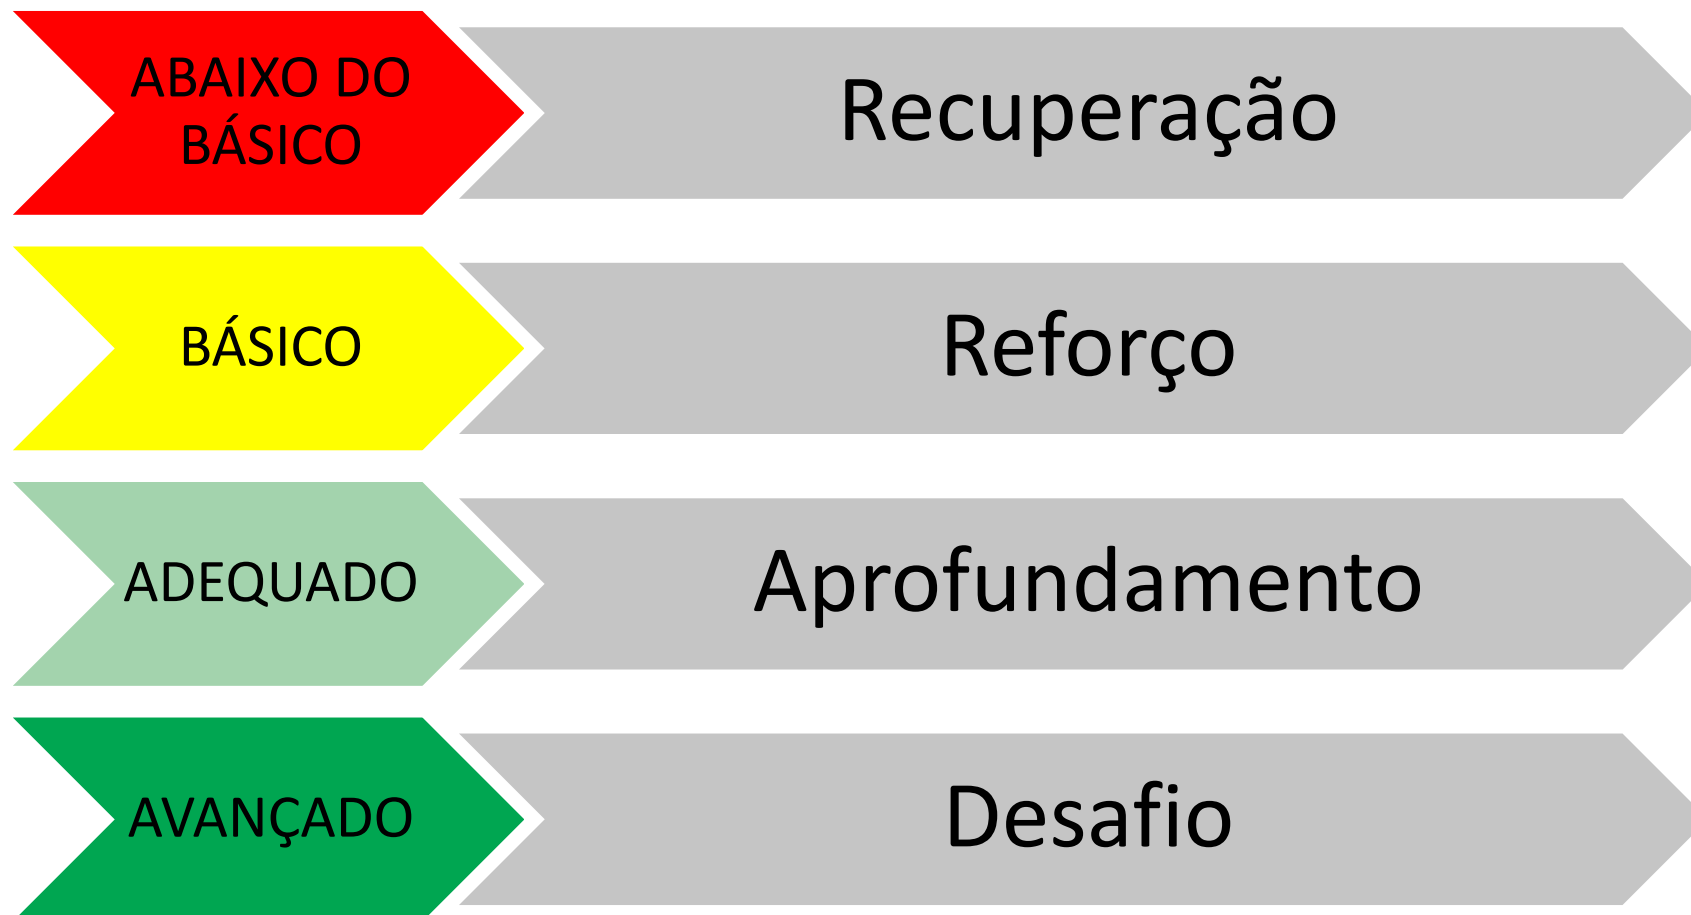 ABAIXO DO
BÁSICO
Recuperação
BÁSICO
Reforço
ADEQUADO
Aprofundamento
AVANÇADO
Desafio